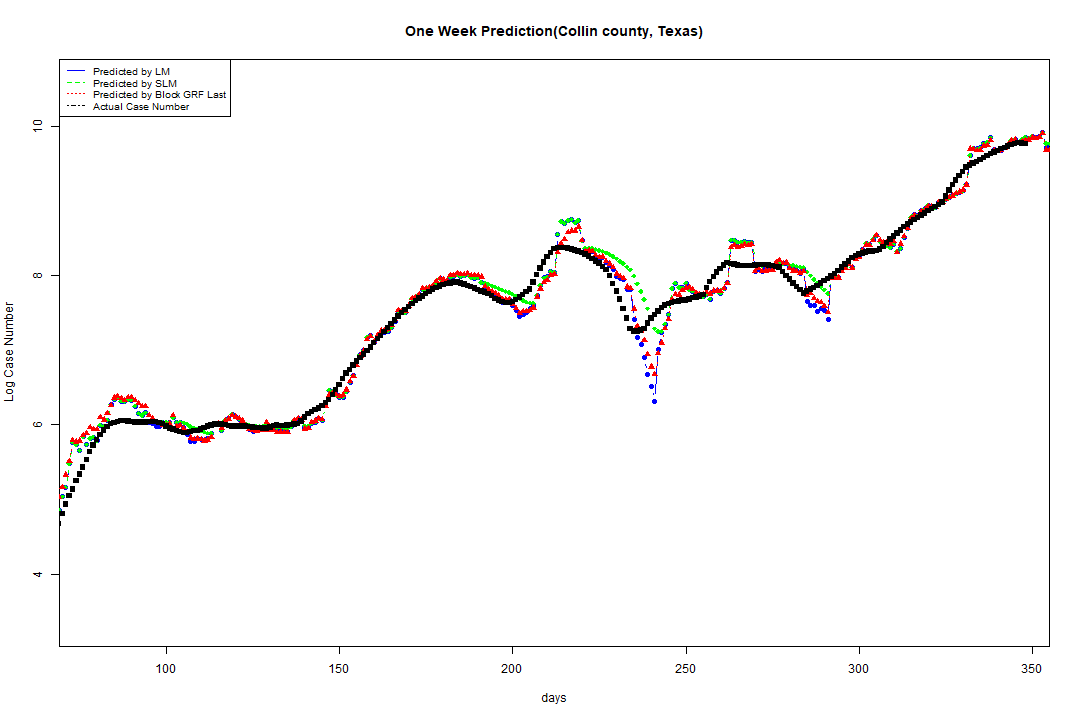 One Week Prediction(Collin county, Texas)
Predicted by LM
Predicted by SLM
Predicted by Block GRF Last
Actual Case Number
10
8
6
4
Log Case Number
100 150 200 250 300 350
days